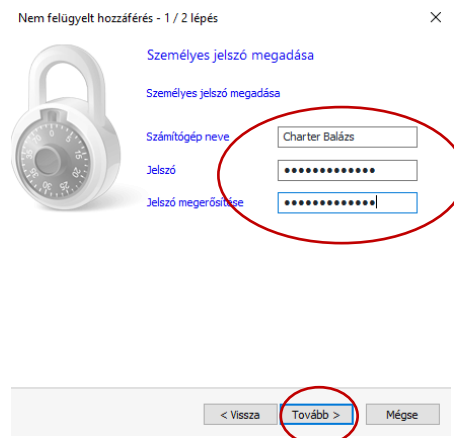 Nem felügyelt hozzáférés - 1 / 2 lépés
Személyes jelszó megadása
Személyes jelszó megadása
Számítógép neve
Charter Balázs
Jelszó
•••••••••••••
Jelszó megerősítése
•••••••••••••
< Vissza
Tovább >
Mégse